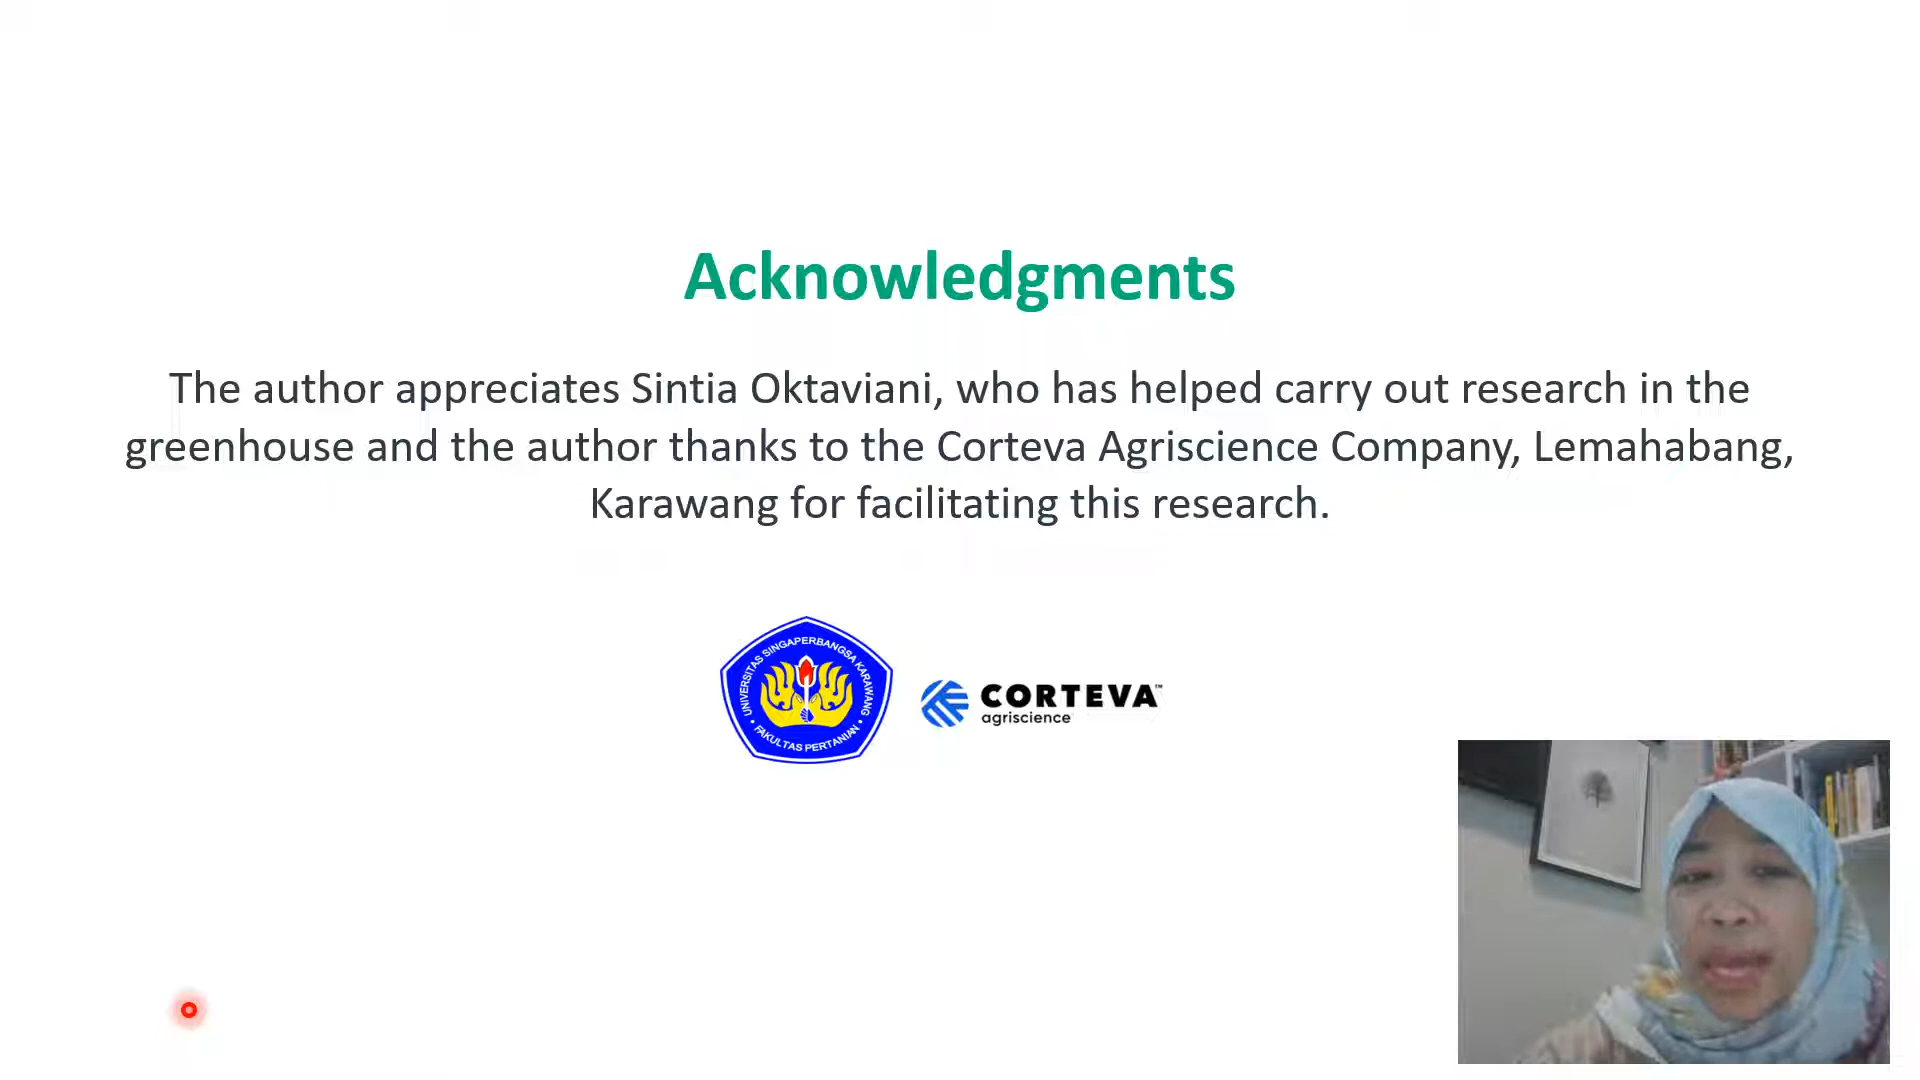 Acknowledgments
The author appreciates Sintia Oktaviani, who has helped carry out research in the
greenhouse and the author thanks to the Corteva Agriscience Company, Lemahabang,
Karawang for facilitating this research.
UNIVERSITAS SINGAPERBANGSA KARAWANG
• FAKULTAS PERTANIAN •
CORTEVA™
agriscience